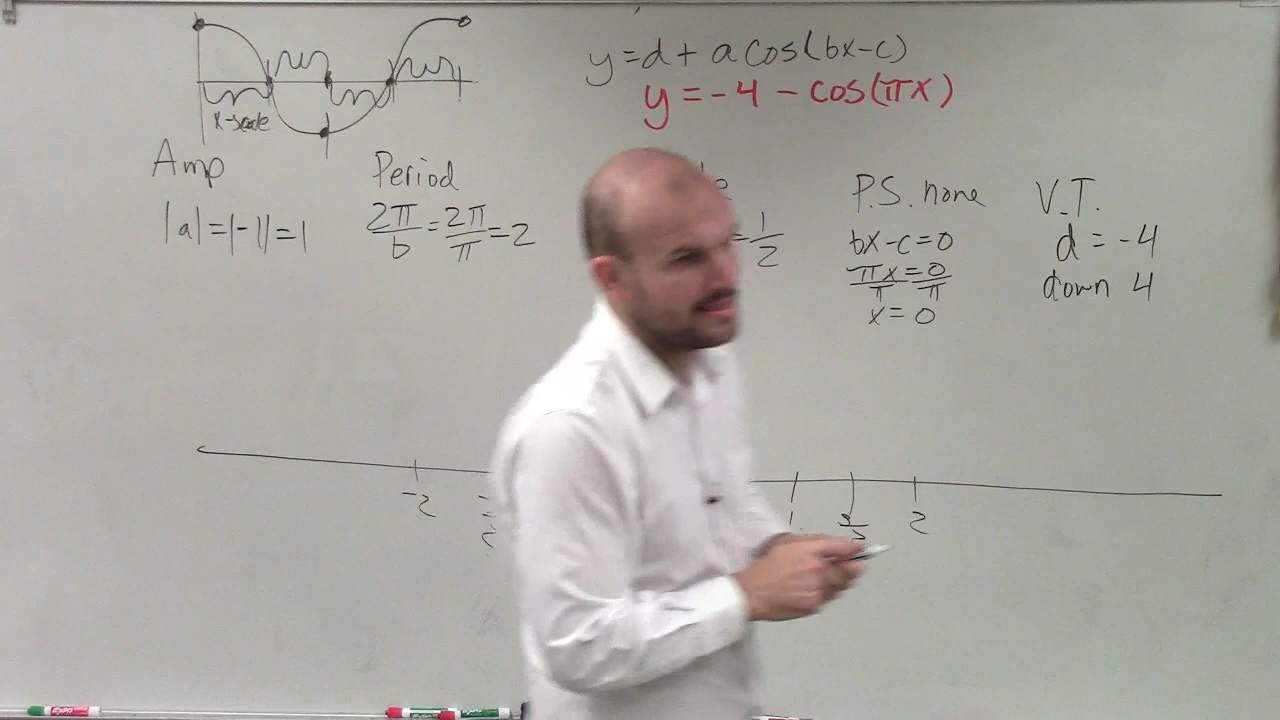 y = d + a cos(bx-c)
y = -4 - cos(πx)
x-scale
Amp
|a| = |-1| = 1
Period
2π/b = 2π/π = 2
= 1/2
P.S. none
bx-c=0
πx/π = 0/π
x = 0
V.T.
d = -4
down 4
-2
1
2